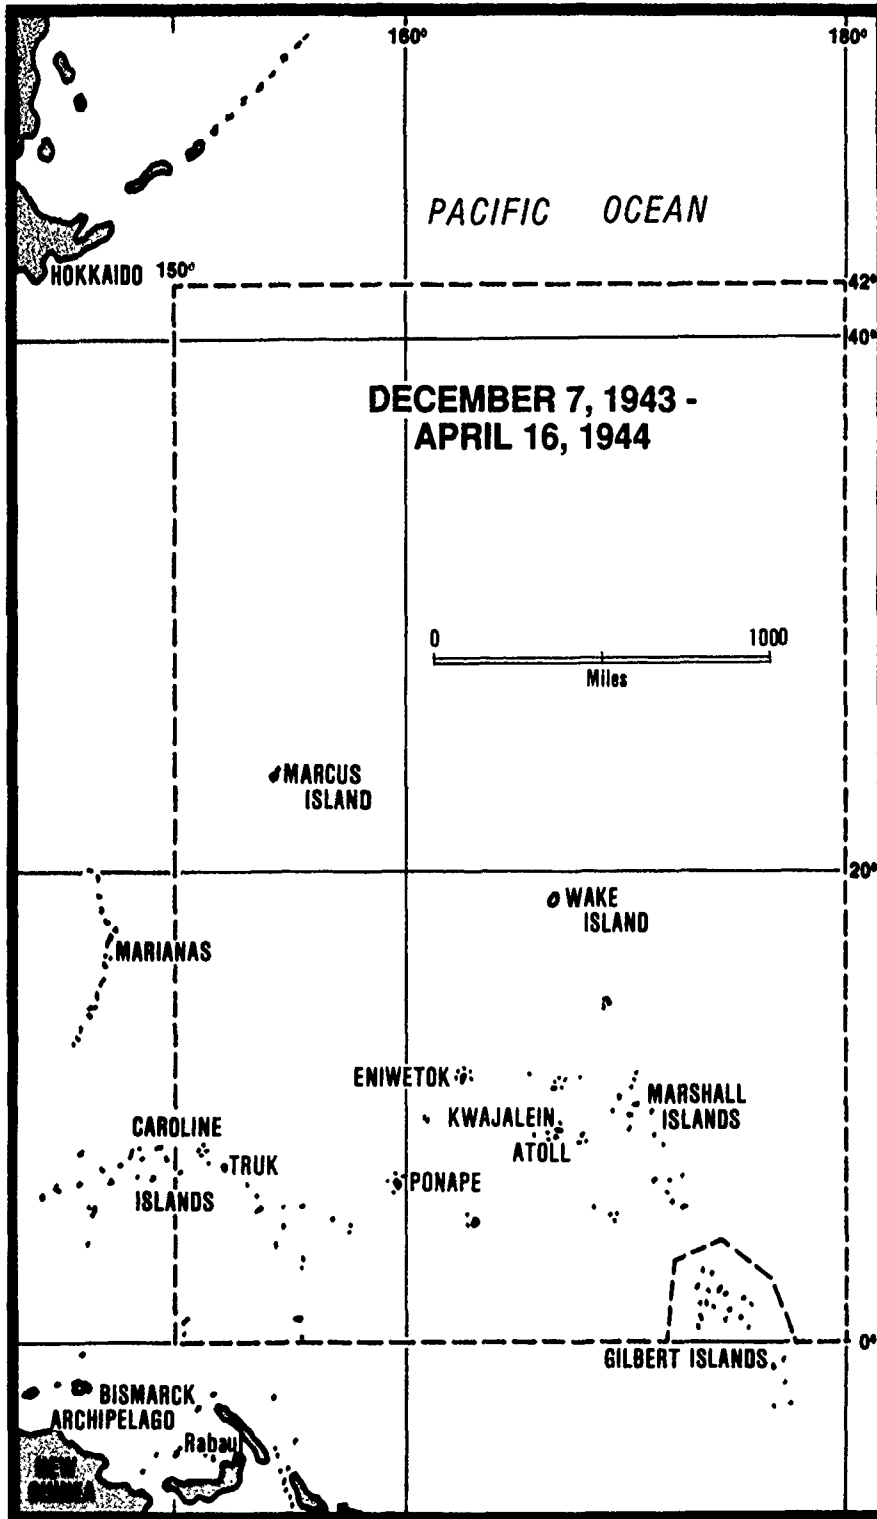 160°
180°
PACIFIC OCEAN
HOKKAIDO
150°
42°
40°
DECEMBER 7, 1943 -
APRIL 16, 1944
0
1000
Miles
MARCUS
ISLAND
20°
WAKE
ISLAND
MARIANAS
ENIWETOK
MARSHALL
ISLANDS
KWAJALEIN
ATOLL
CAROLINE
ISLANDS
TRUK
PONAPE
0°
GILBERT ISLANDS
BISMARCK
ARCHIPELAGO
Rabaul
NEW
GUINEA